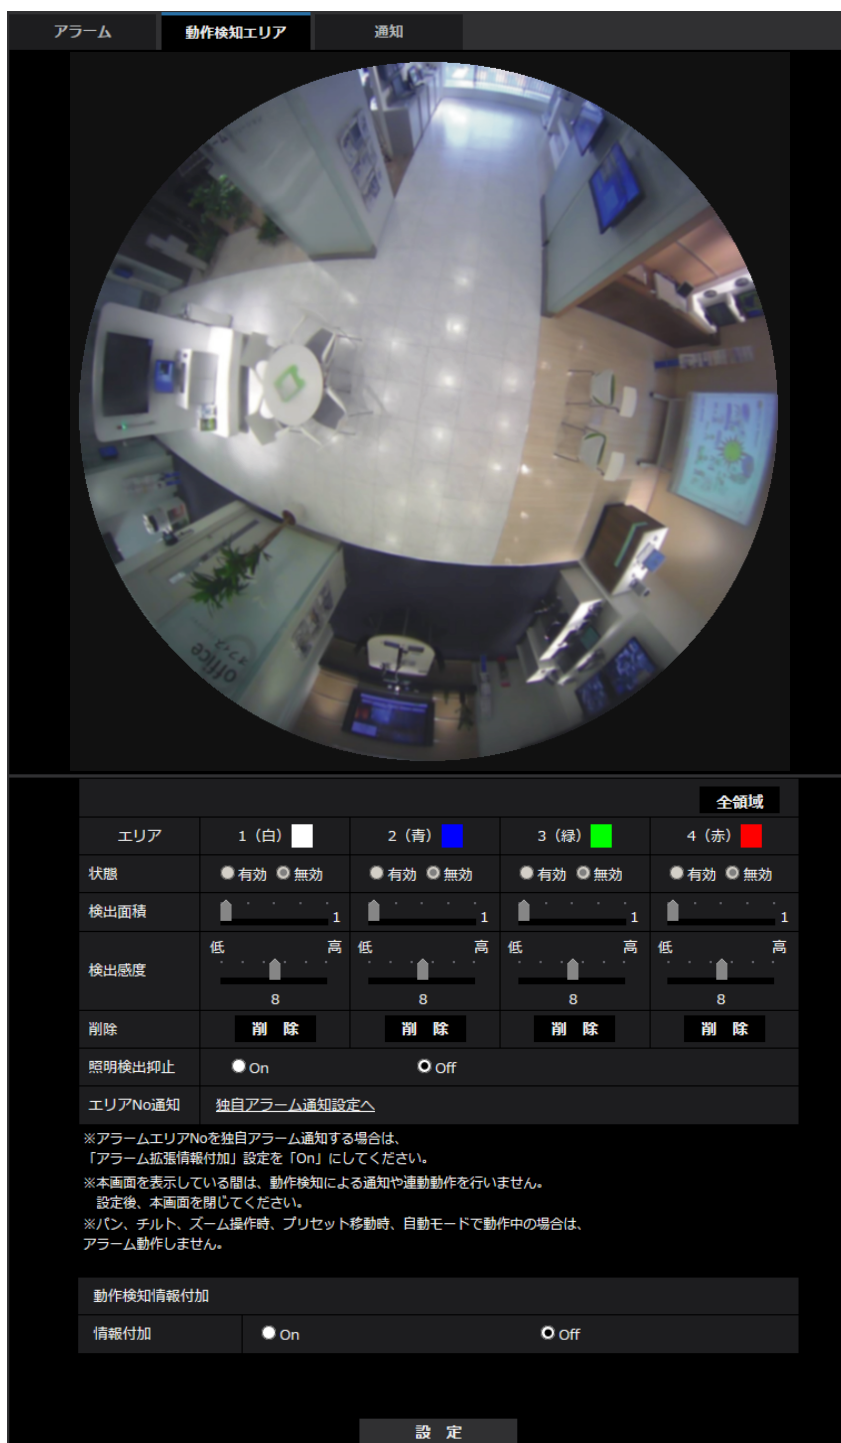 アラーム 動作検知エリア 通知
office
オフィス
全領域
エリア 1（白） 2（青） 3（緑） 4（赤）
状態 有効 無効 有効 無効 有効 無効 有効 無効
検出面積 1 1 1 1
低 高 低 高 低 高 低 高
検出感度
8 8 8 8
削除 削 除 削 除 削 除 削 除
照明検出抑止 On Off
エリアNo通知 独自アラーム通知設定へ
※アラームエリアNoを独自アラーム通知する場合は、
「アラーム拡張情報付加」設定を「On」にしてください。
※本画面を表示している間は、動作検知による通知や連動動作を行いません。
設定後、本画面を閉じてください。
※パン、チルト、ズーム操作時、プリセット移動時、自動モードで動作中の場合は、
アラーム動作しません。
動作検知情報付加
情報付加 On Off
設 定